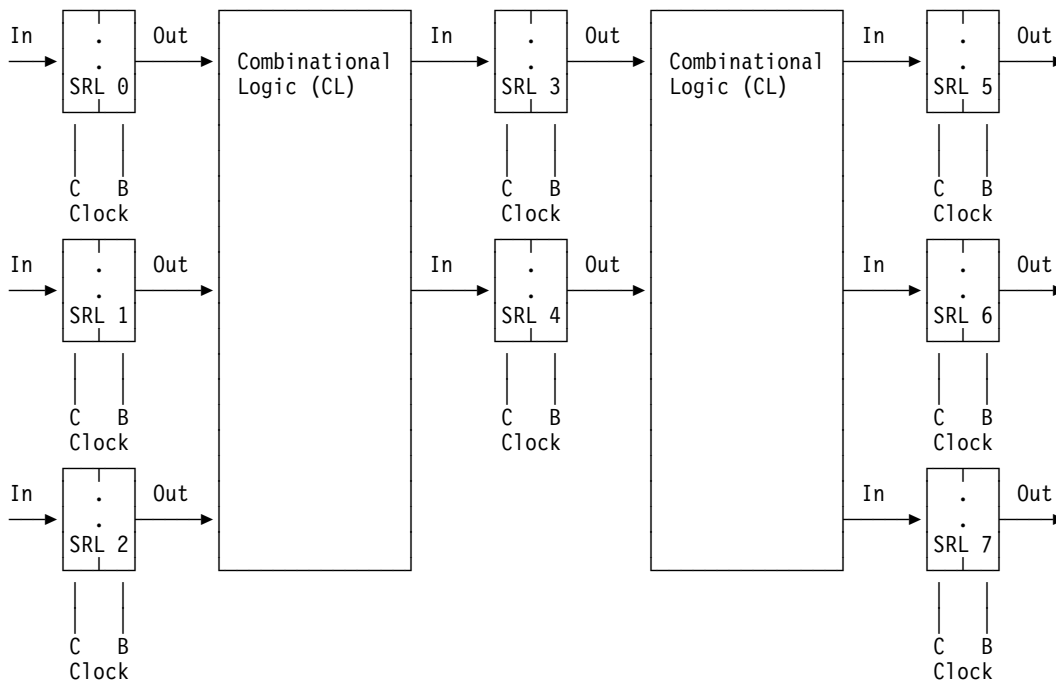 In Out In Out In Out
SRL 0 Combinational Logic (CL) SRL 3 Combinational Logic (CL) SRL 5
C B C B C B
Clock Clock Clock
In Out In Out In Out
SRL 1 SRL 4 SRL 6
C B C B C B
Clock Clock Clock
In Out In Out
SRL 2 SRL 7
C B C B
Clock Clock